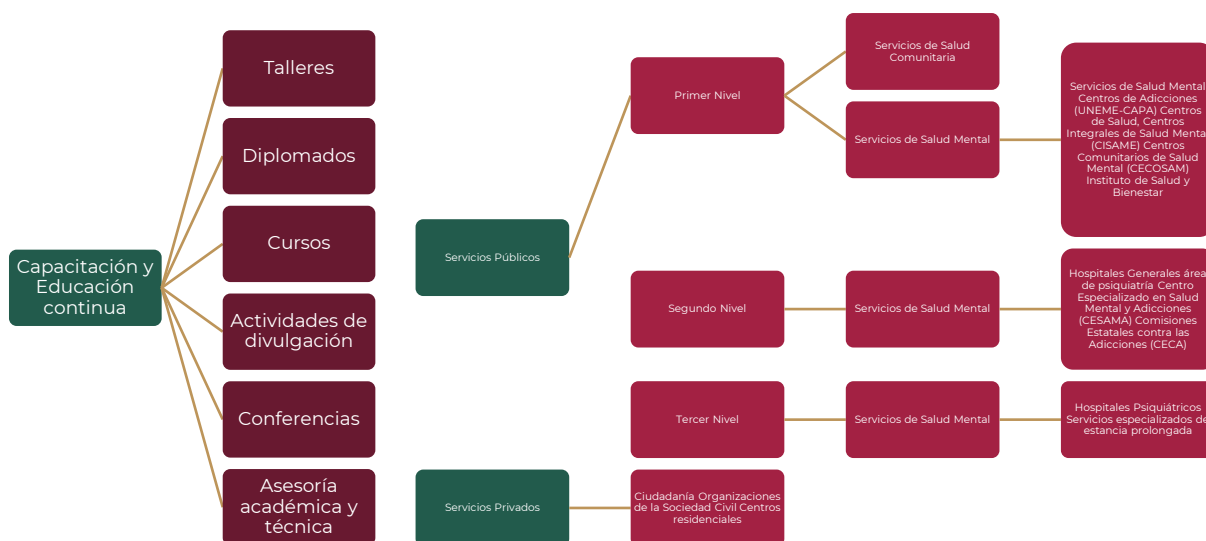 Talleres
Diplomados
Cursos
Capacitación y
Educación
continua
Actividades de
divulgación
Conferencias
Asesoría
académica y
técnica
Servicios Públicos
Primer Nivel
Servicios de Salud
Comunitaria
Servicios de Salud Mental
Servicios de Salud Mental
Centros de Adicciones
(UNEME-CAPA) Centros
de Salud, Centros
Integrales de Salud Mental
(CISAME) Centros
Comunitarios de Salud
Mental (CECOSAM)
Instituto de Salud y
Bienestar
Segundo Nivel
Servicios de Salud Mental
Hospitales Generales área
de psiquiatría Centro
Especializado en Salud
Mental y Adicciones
(CESAMA) Comisiones
Estatales contra las
Adicciones (CECA)
Tercer Nivel
Servicios de Salud Mental
Hospitales Psiquiátricos
Servicios especializados de
estancia prolongada
Servicios Privados
Ciudadanía Organizaciones
de la Sociedad Civil Centros
residenciales